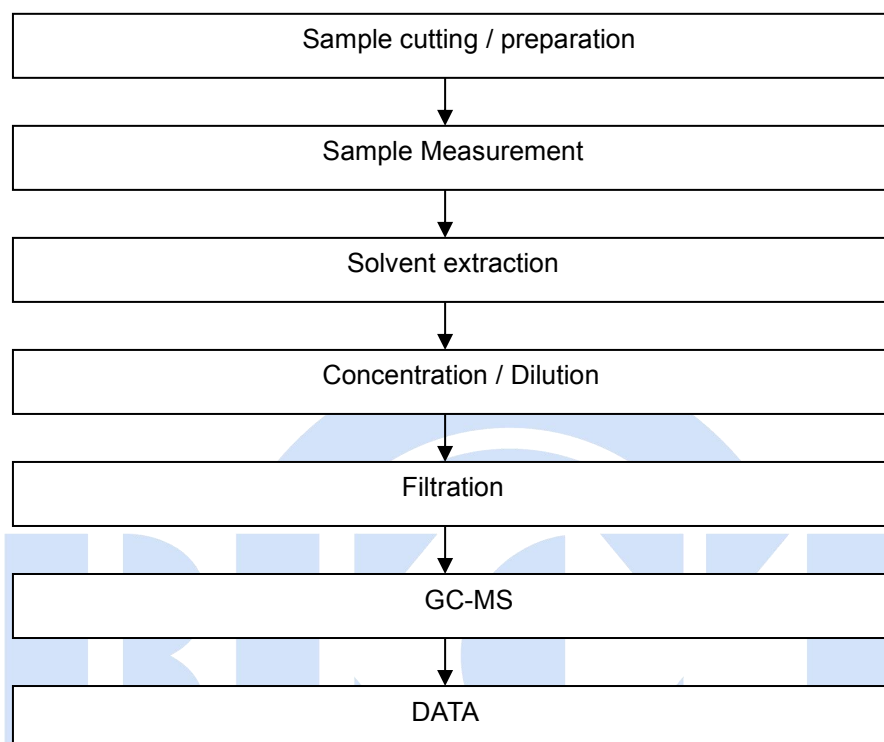 Sample cutting / preparation
Sample Measurement
Solvent extraction
Concentration / Dilution
Filtration
GC-MS
DATA